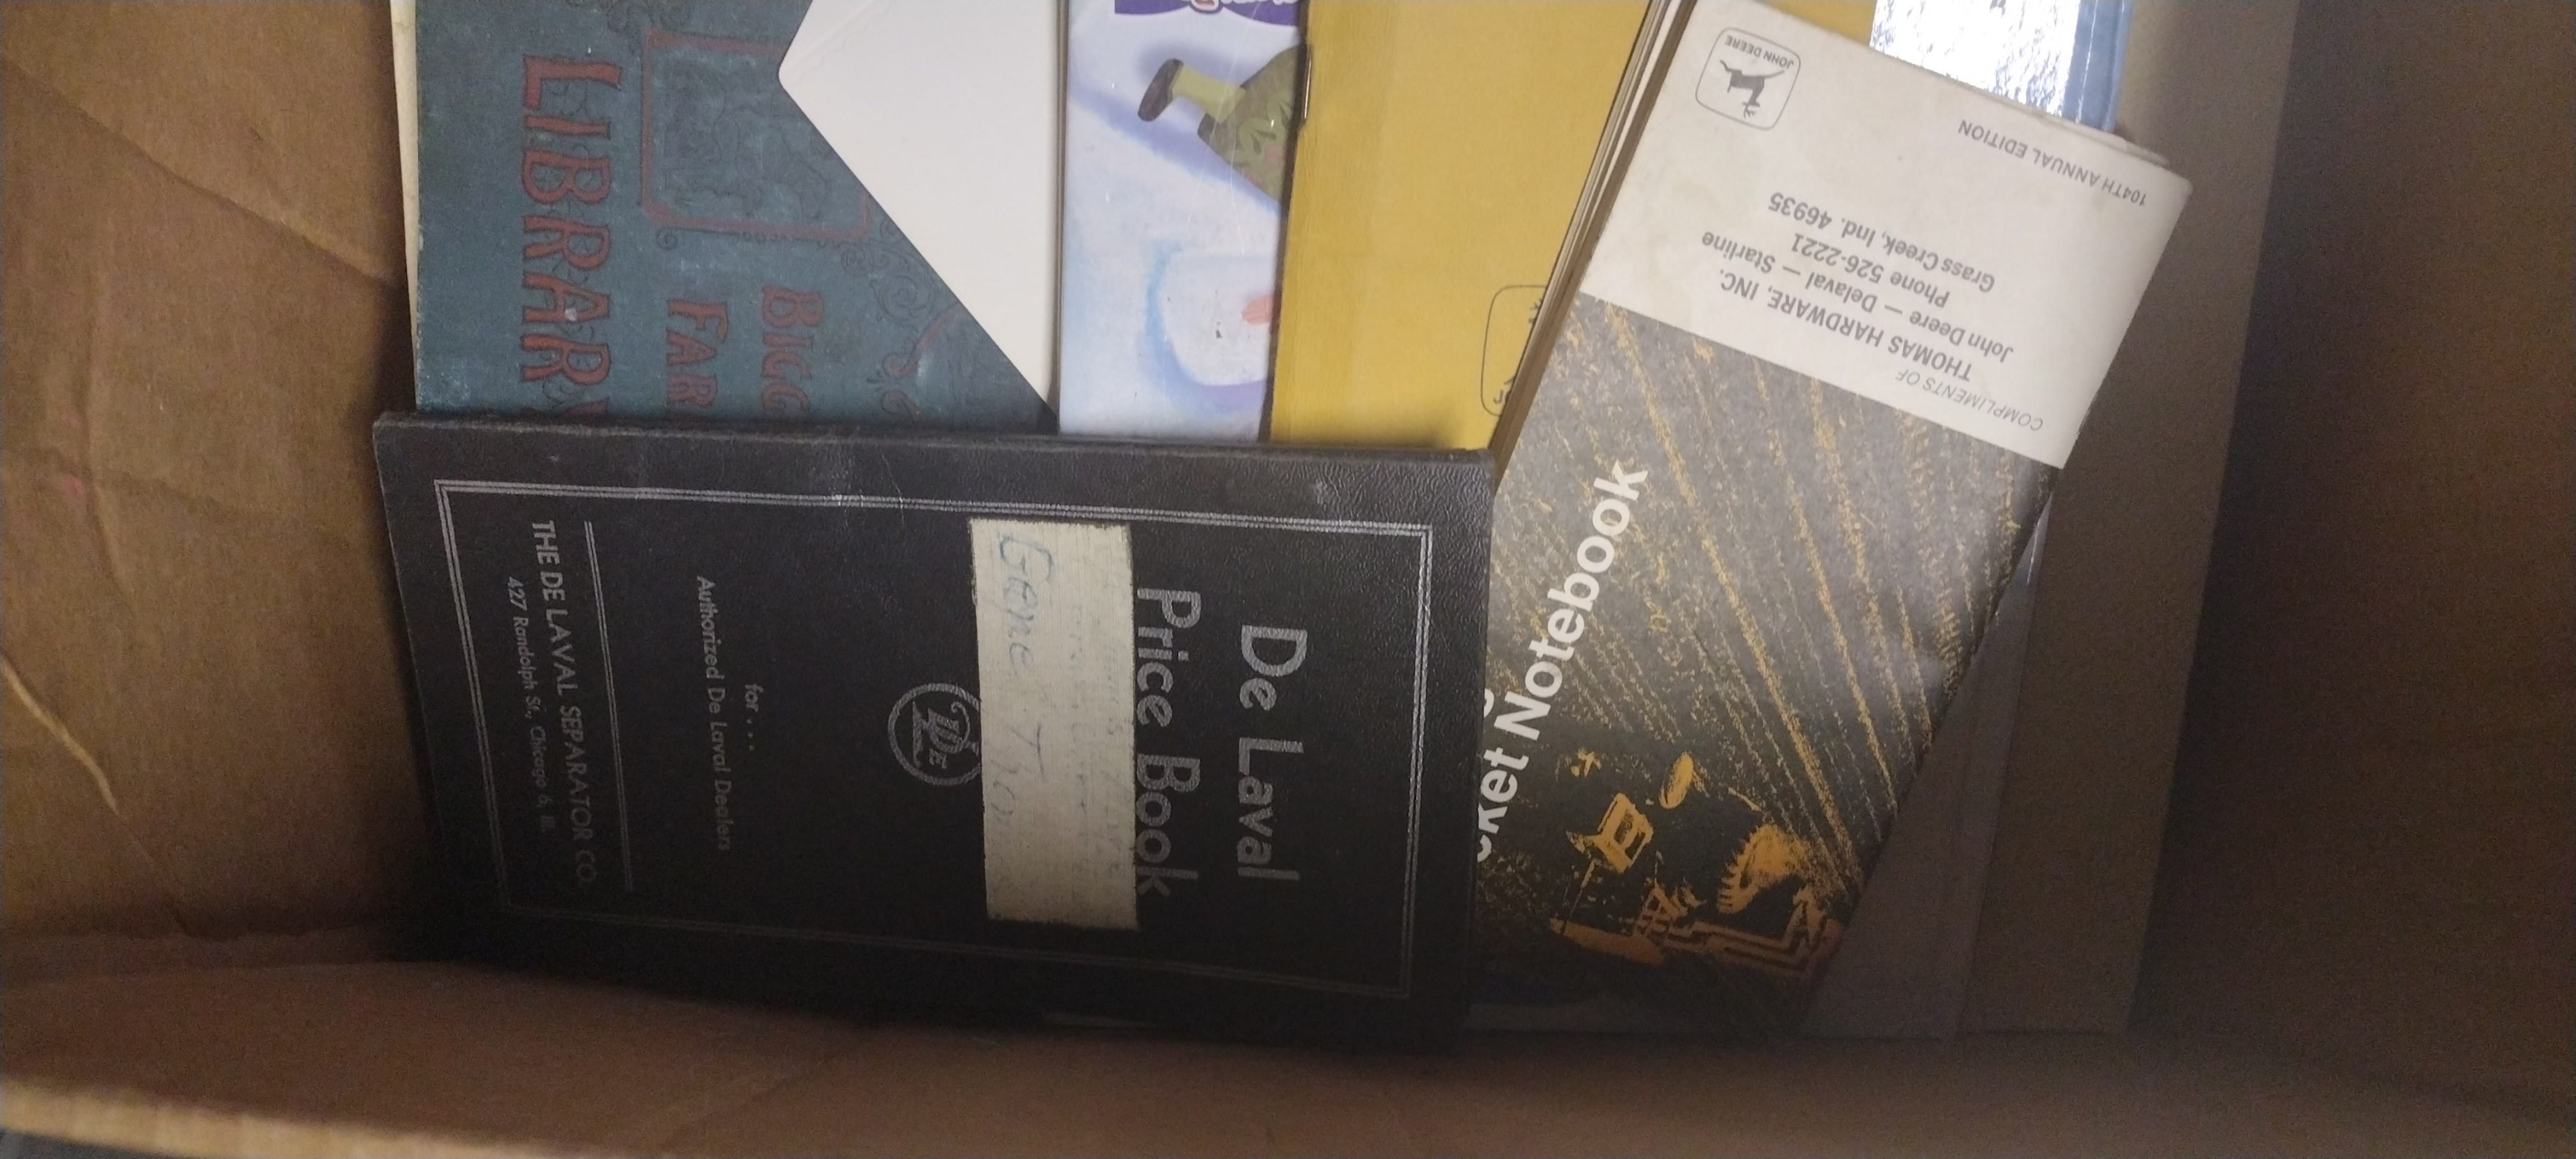 LIBRARY
BIGG
FAR
De Laval
Price Book
Gene T
for . . .
Authorized De Laval Dealers
THE DE LAVAL SEPARATOR CO.
427 Randolph St., Chicago 6, Ill.
Notebook
COMPLIMENTS OF
THOMAS HARDWARE, INC.
John Deere — Delaval — Starline
Phone 526-2221
Grass Creek, Ind. 46935
104TH ANNUAL EDITION
JOHN DEERE